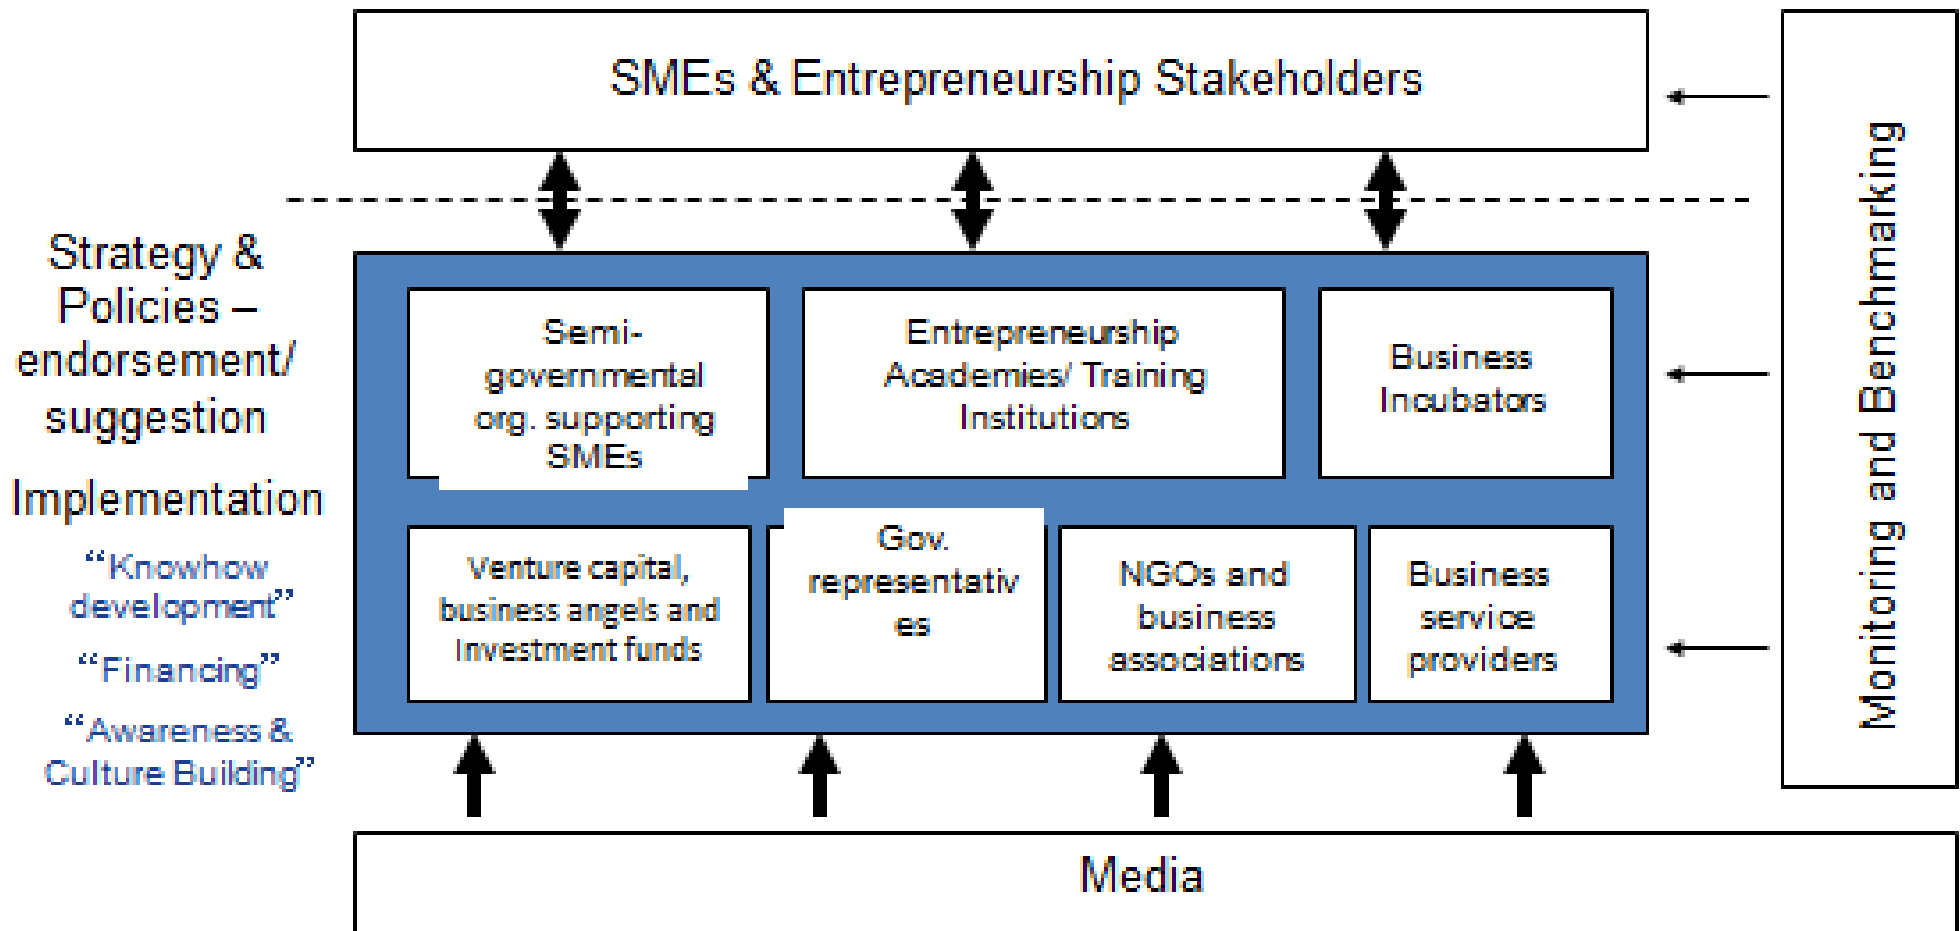 SMEs & Entrepreneurship Stakeholders
Strategy &
Policies –
endorsement/
suggestion
Implementation
“Knowhow
development”
“Financing”
“Awareness &
Culture Building”
Semi-
governmental
org. supporting
SMEs
Entrepreneurship
Academies/ Training
Institutions
Business
Incubators
Venture capital,
business angels and
Investment funds
Gov.
representativ
es
NGOs and
business
associations
Business
service
providers
Monitoring and Benchmarking
Media